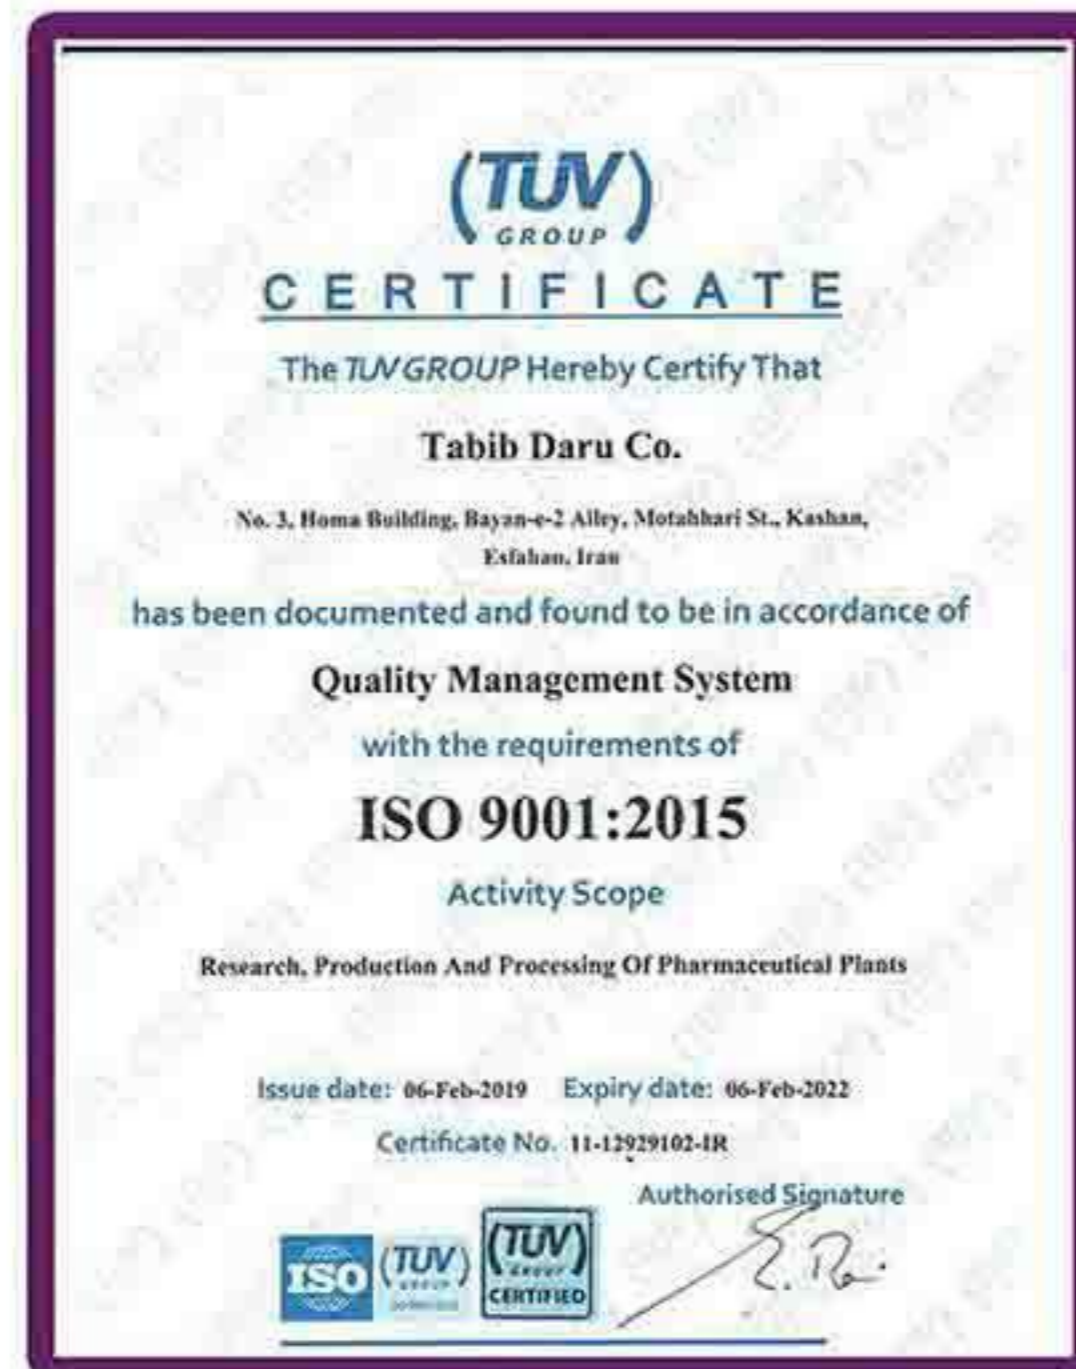 (TUV)
GROUP
CERTIFICATE
The TUV GROUP Hereby Certify That
Tabib Daru Co.
No. 3, Homa Building, Bayan-e-2 Alley, Motahhari St., Kashan,
Esfahan, Iran
has been documented and found to be in accordance of
Quality Management System
with the requirements of
ISO 9001:2015
Activity Scope
Research, Production And Processing Of Pharmaceutical Plants
Issue date: 06-Feb-2019 Expiry date: 06-Feb-2022
Certificate No. 11-12929102-IR
Authorised Signature
ISO (TUV) GROUP
(TUV) GROUP CERTIFIED